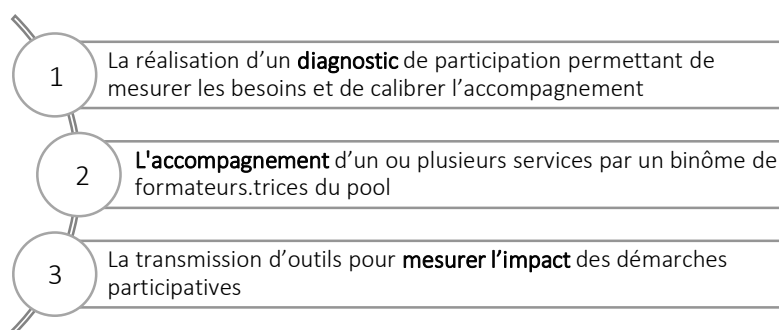 1
La réalisation d’un diagnostic de participation permettant de
mesurer les besoins et de calibrer l’accompagnement
2
L'accompagnement d’un ou plusieurs services par un binôme de
formateurs.trices du pool
3
La transmission d’outils pour mesurer l’impact des démarches
participatives